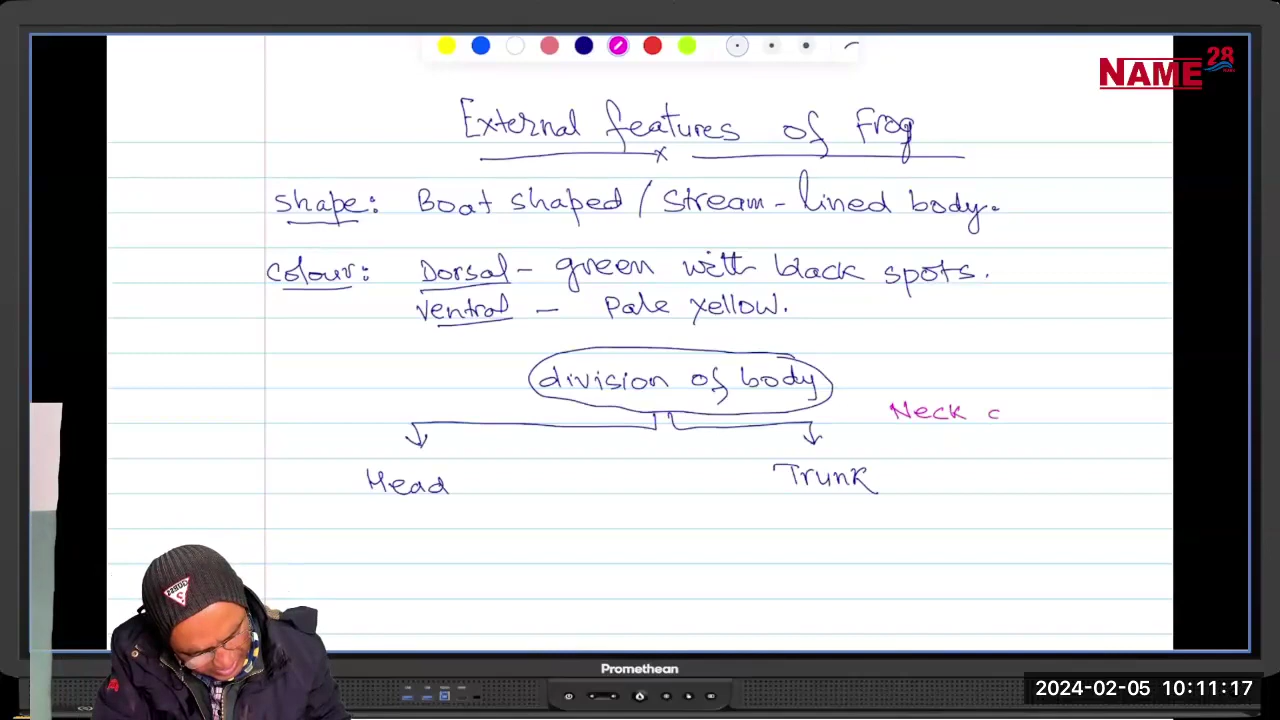 NAME 28
External features of Frog
Shape: Boat shaped / Stream-lined body.
Colour: Dorsal - green with black spots.
Ventral - Pale Yellow.
division of body
Neck a
Head
Trunk
GUESS
Promethean
2024-02-05 10:11:17